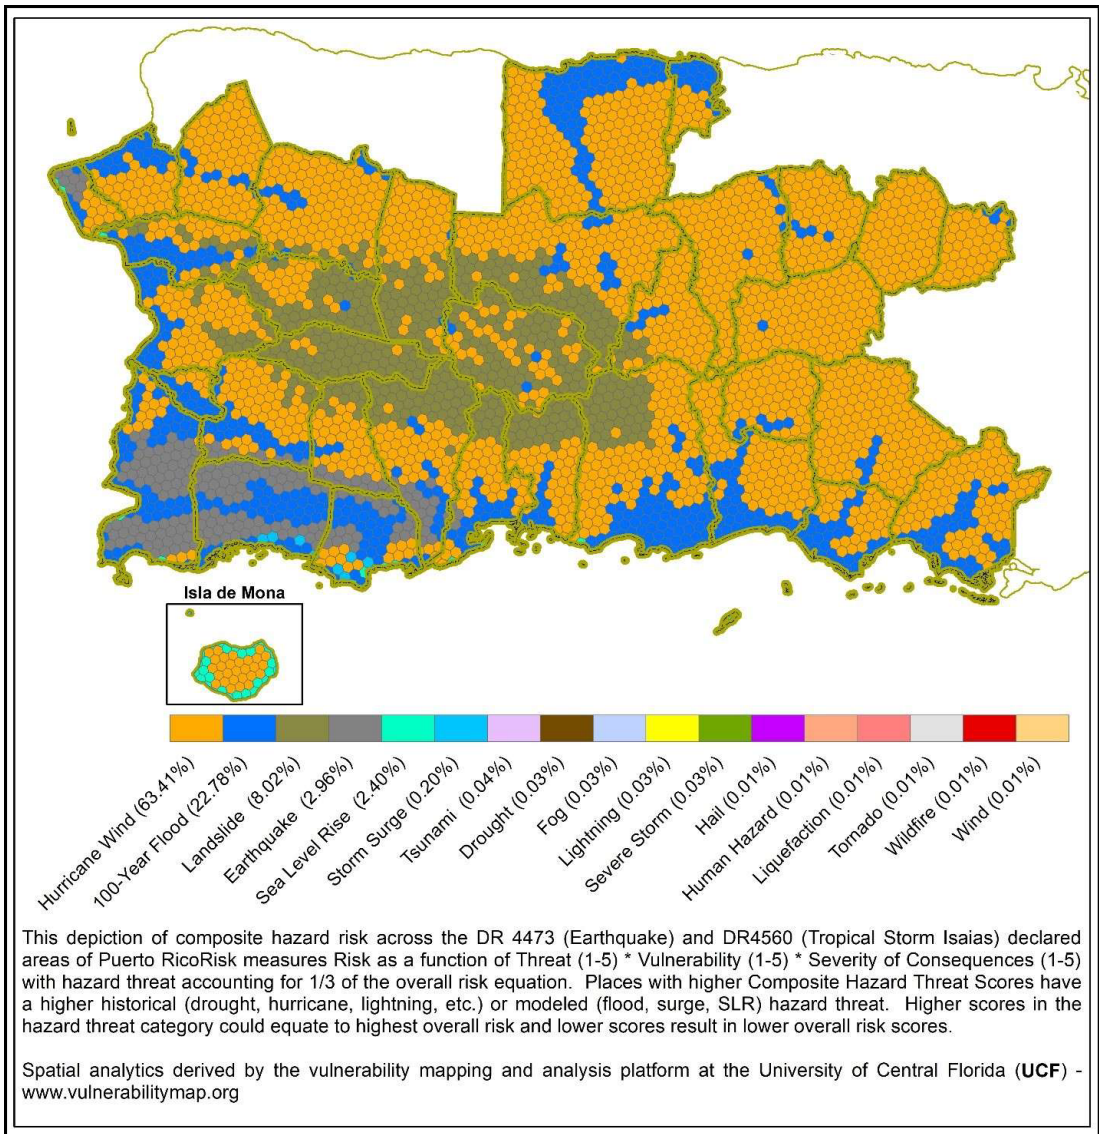 Isla de Mona
Hurricane Wind (63.41%)
100-Year Flood (22.78%)
Landslide (8.02%)
Earthquake (2.96%)
Sea Level Rise (2.40%)
Storm Surge (0.20%)
Tsunami (0.04%)
Drought (0.03%)
Fog (0.03%)
Lightning (0.03%)
Severe Storm (0.03%)
Hail (0.01%)
Human Hazard (0.01%)
Liquefaction (0.01%)
Tornado (0.01%)
Wildfire (0.01%)
Wind (0.01%)
This depiction of composite hazard risk across the DR 4473 (Earthquake) and DR4560 (Tropical Storm Isaias) declared
areas of Puerto RicoRisk measures Risk as a function of Threat (1-5) * Vulnerability (1-5) * Severity of Consequences (1-5)
with hazard threat accounting for 1/3 of the overall risk equation. Places with higher Composite Hazard Threat Scores have
a higher historical (drought, hurricane, lightning, etc.) or modeled (flood, surge, SLR) hazard threat. Higher scores in the
hazard threat category could equate to highest overall risk and lower scores result in lower overall risk scores.
Spatial analytics derived by the vulnerability mapping and analysis platform at the University of Central Florida (UCF) -
www.vulnerabilitymap.org